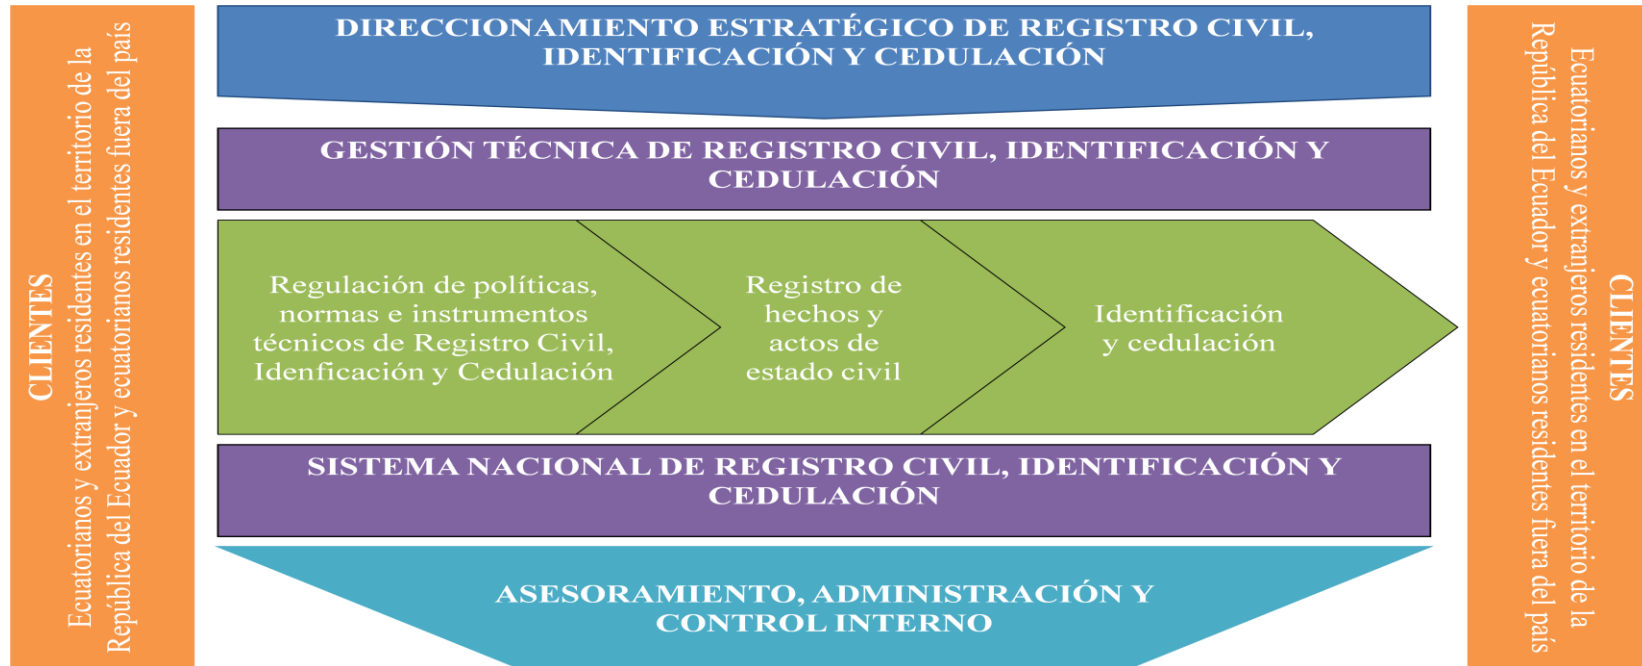 CLIENTES
Ecuatorianos y extranjeros residentes en el territorio de la
República del Ecuador y ecuatorianos residentes fuera del país
DIRECCIONAMIENTO ESTRATÉGICO DE REGISTRO CIVIL,
IDENTIFICACIÓN Y CEDULACIÓN
GESTIÓN TÉCNICA DE REGISTRO CIVIL, IDENTIFICACIÓN Y
CEDULACIÓN
Regulación de políticas,
normas e instrumentos
técnicos de Registro Civil,
Idenficación y Cedulación
Registro de
hechos y
actos de
estado civil
Identificación
y cedulación
SISTEMA NACIONAL DE REGISTRO CIVIL, IDENTIFICACIÓN Y
CEDULACIÓN
ASESORAMIENTO, ADMINISTRACIÓN Y
CONTROL INTERNO
CLIENTES
Ecuatorianos y extranjeros residentes en el territorio de la
República del Ecuador y ecuatorianos residentes fuera del país